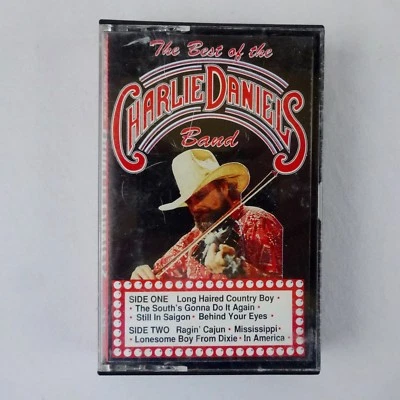 The Best of the
CHARLIE DANIELS
Band
SIDE ONE Long Haired Country Boy •
• The South's Gonna Do It Again •
• Still In Saigon • Behind Your Eyes •
SIDE TWO Ragin' Cajun • Mississippi •
• Lonesome Boy From Dixie • In America •